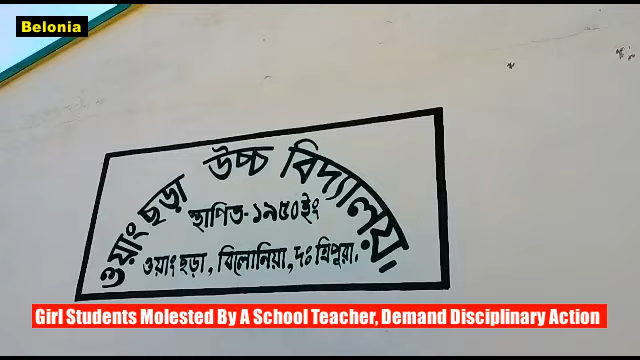 Belonia
ওয়াংছড়া উচ্চ বিদ্যালয়।
স্থাপিত-১৯৫০ইং
ওয়াংছড়া, বিলোনিয়া, দঃ ত্রিপুরা.
Girl Students Molested By A School Teacher, Demand Disciplinary Action